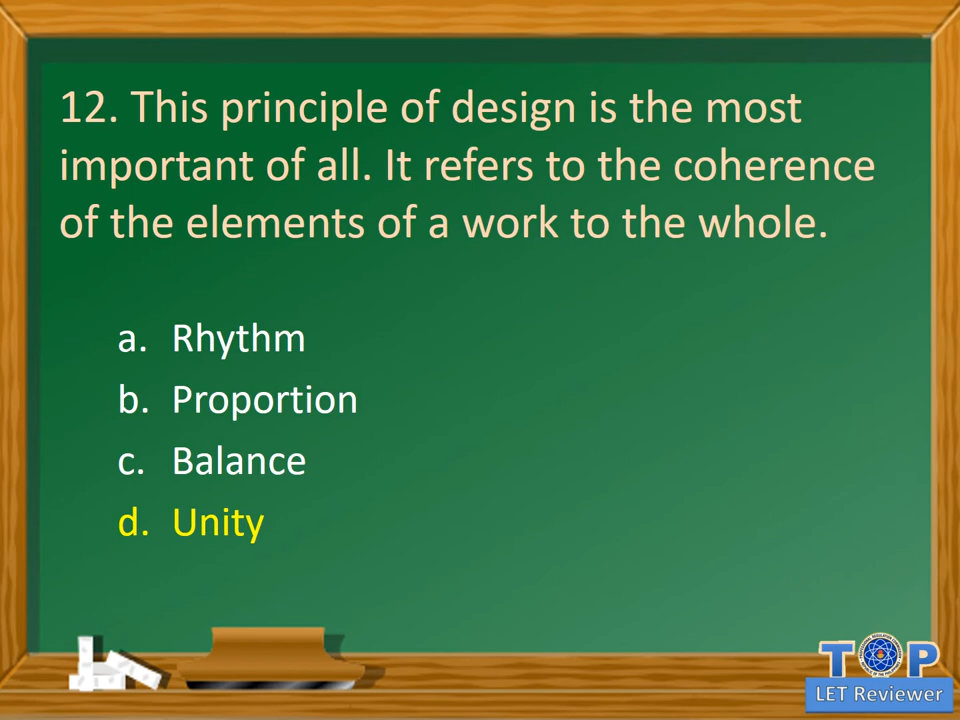 12. This principle of design is the most
important of all. It refers to the coherence
of the elements of a work to the whole.
a. Rhythm
b. Proportion
c. Balance
d. Unity
TOP
LET Reviewer